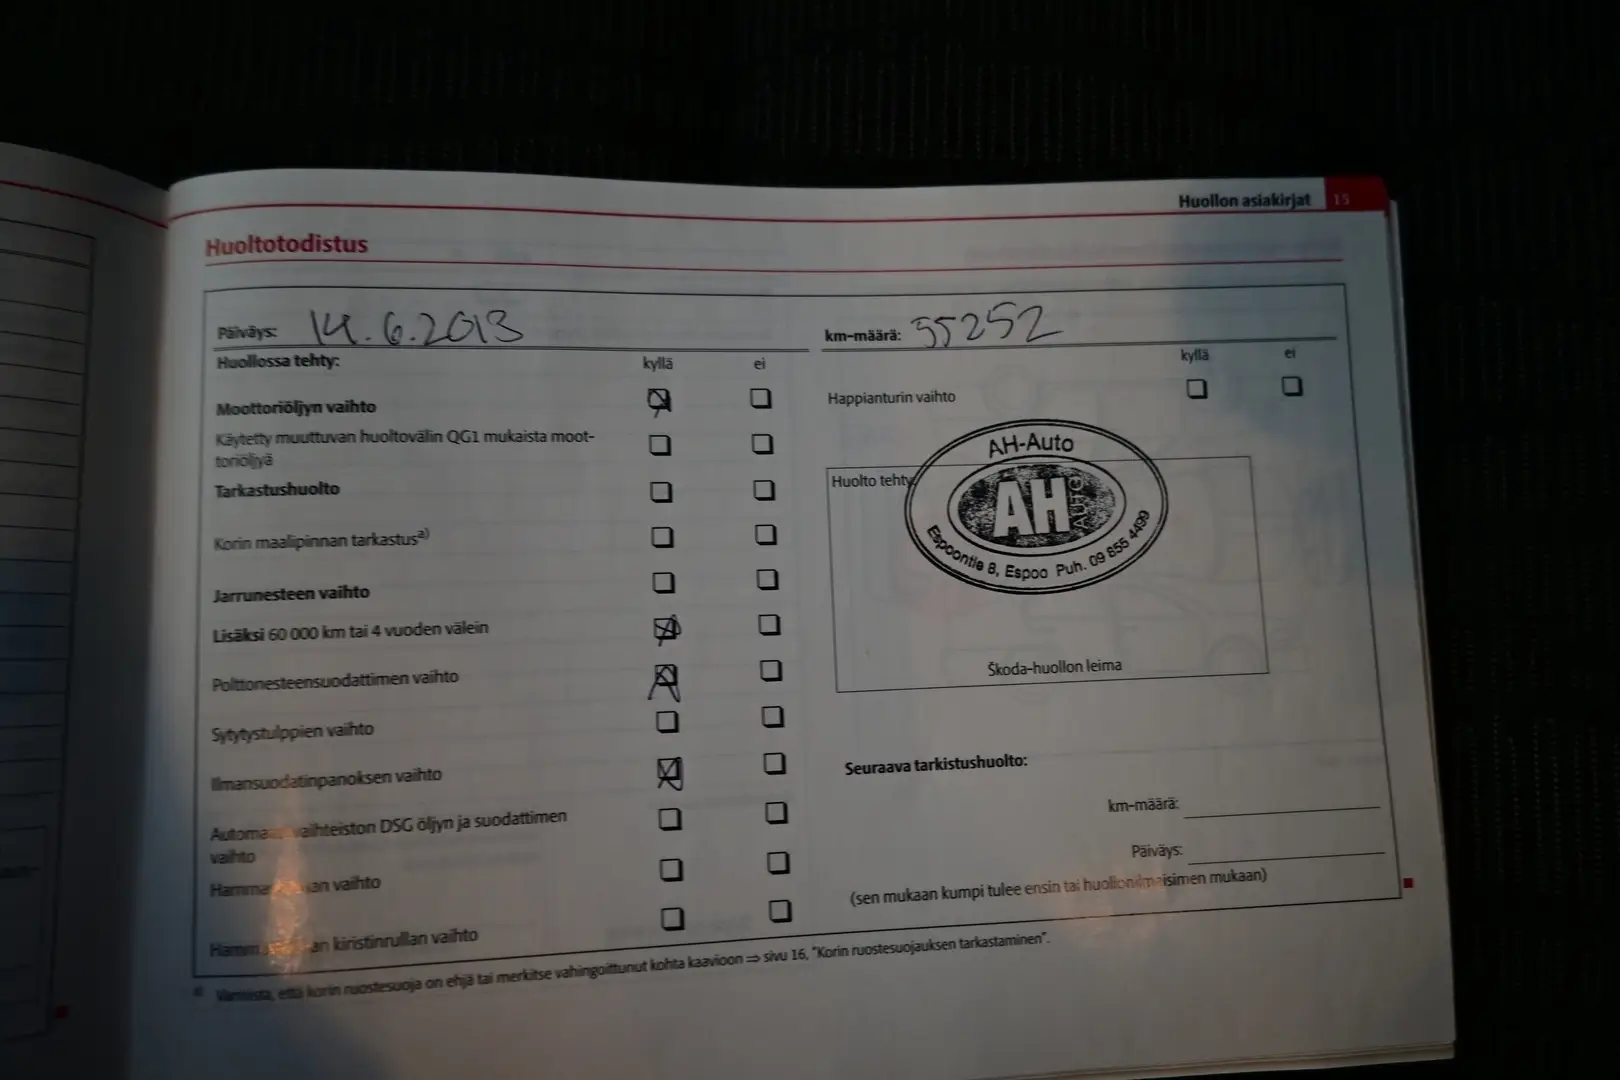 Huollon asiakirjat 15
Huoltotodistus
Päiväys: 14.6.2013
km-määrä: 55252
Huollossa tehty: kyllä ei
kyllä ei
Moottoriöljyn vaihto
Käytetty muuttuvan huoltovälin QG1 mukaista moot-
toriöljyä
Tarkastushuolto
Korin maalipinnan tarkastus a)
Jarrunesteen vaihto
Lisäksi 60 000 km tai 4 vuoden välein
Polttonesteensuodattimen vaihto
Sytytystulppien vaihto
Ilmansuodatinpanoksen vaihto
vaihteiston DSG öljyn ja suodattimen
vaihto
vaihto
kiristinrullan vaihto
Happianturin vaihto
Huolto tehty
AH-Auto
AH AUTO
Espoontie 8, Espoo Puh. 09 855 4499
Škoda-huollon leima
Seuraava tarkistushuolto:
km-määrä:
Päiväys:
(sen mukaan kumpi tulee ensin tai huollonilmaisimen mukaan)
a) Varmista, että korin ruostesuoja on ehjä tai merkitse vahingoittunut kohta kaavioon ⇒ sivu 16, "Korin ruostesuojauksen tarkastaminen".